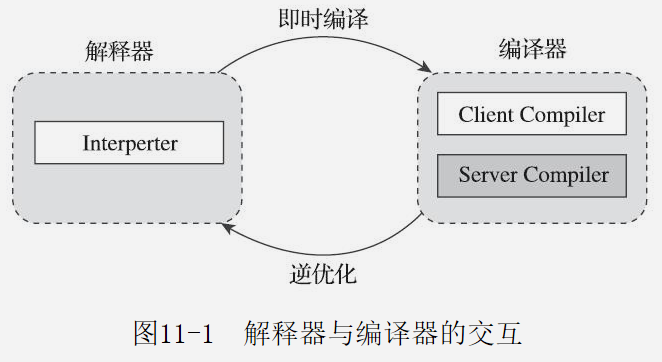 即时编译
解释器
编译器
Interperter
Client Compiler
Server Compiler
逆优化
图11-1 解释器与编译器的交互